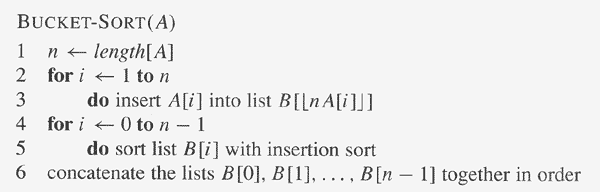 BUCKET-SORT(A)
1 n ← length[A]
2 for i ← 1 to n
3 do insert A[i] into list B[⌊nA[i]⌋]
4 for i ← 0 to n − 1
5 do sort list B[i] with insertion sort
6 concatenate the lists B[0], B[1], . . . , B[n − 1] together in order